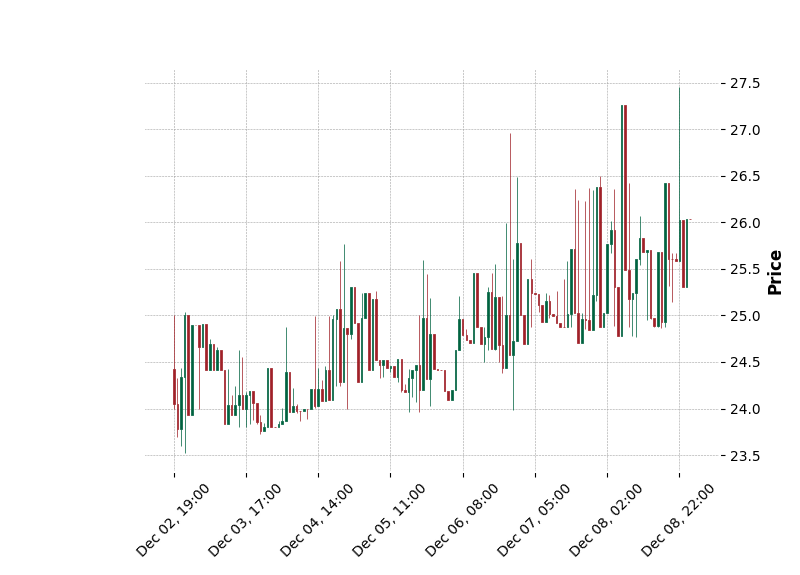 27.5
27.0
26.5
26.0
25.5
25.0
24.5
24.0
23.5
Price
Dec 02, 19:00
Dec 03, 17:00
Dec 04, 14:00
Dec 05, 11:00
Dec 06, 08:00
Dec 07, 05:00
Dec 08, 02:00
Dec 08, 22:00